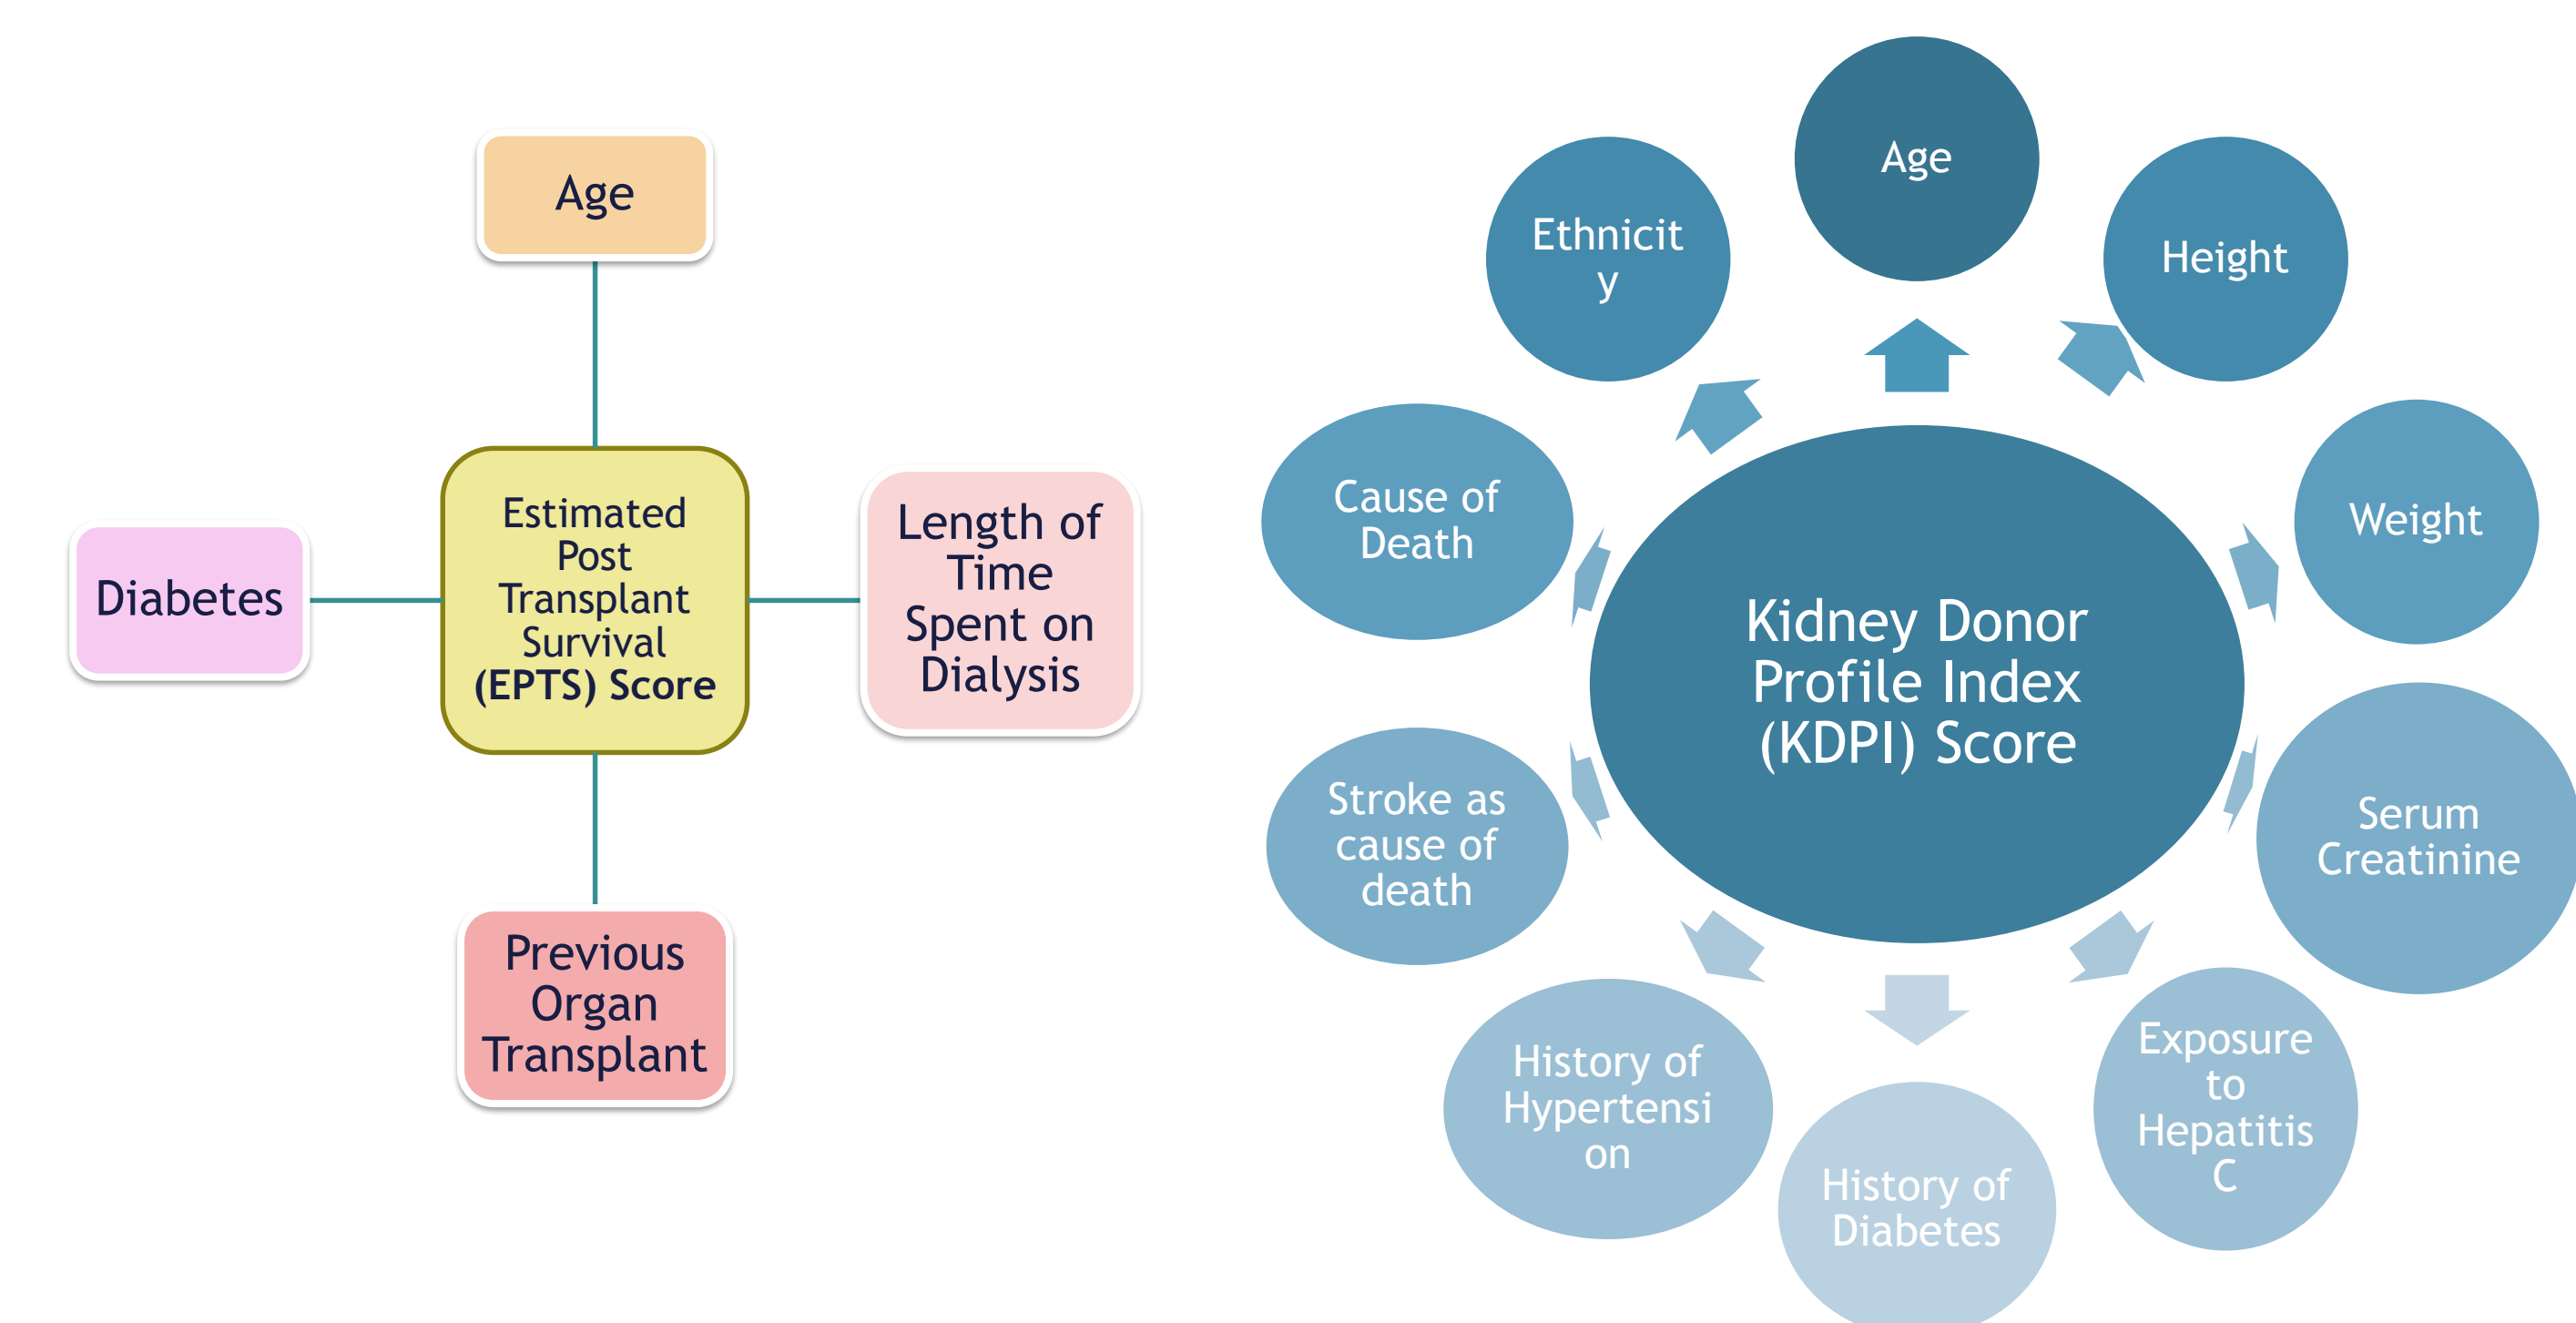 Age
Diabetes
Estimated
Post
Transplant
Survival
(EPTS) Score
Length of
Time
Spent on
Dialysis
Previous
Organ
Transplant
Kidney Donor
Profile Index
(KDPI) Score
Age
Height
Weight
Serum
Creatinine
Exposure
to
Hepatitis
C
History of
Diabetes
History of
Hypertensi
on
Stroke as
cause of
death
Cause of
Death
Ethnicit
y